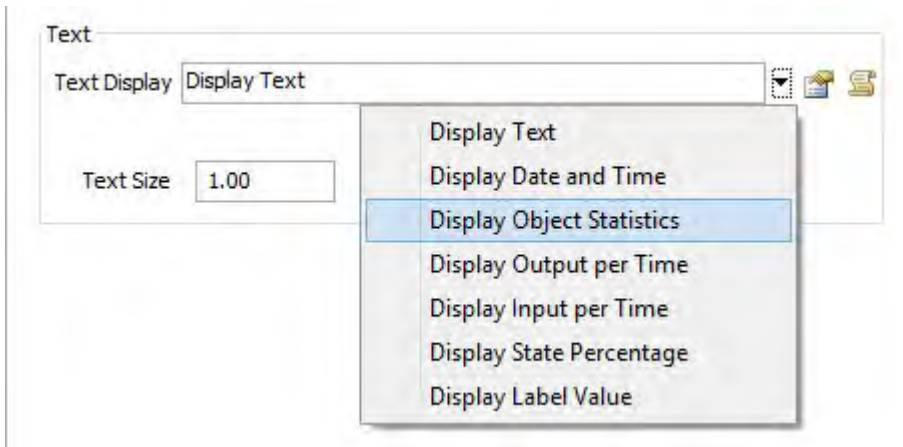 Text
Text Display Display Text
Display Text
Display Date and Time
Text Size 1.00
Display Object Statistics
Display Output per Time
Display Input per Time
Display State Percentage
Display Label Value